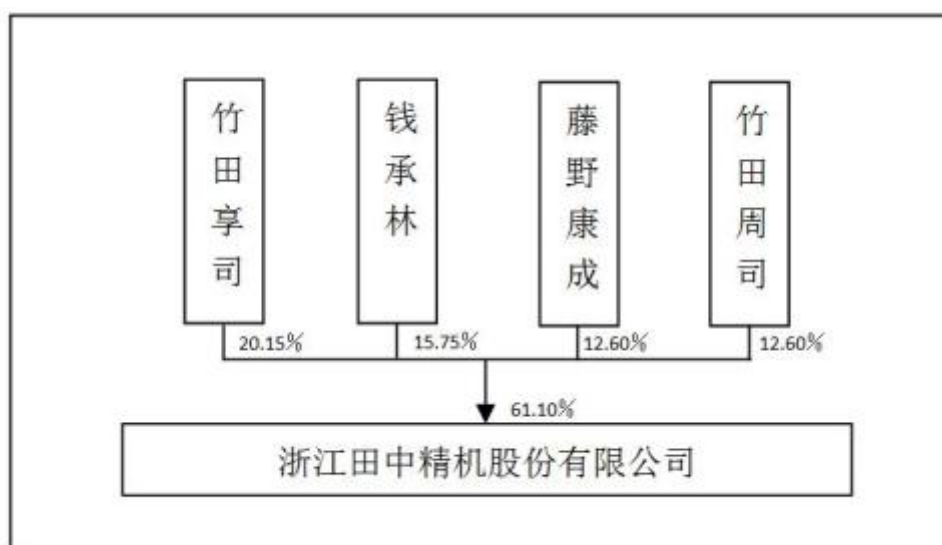 竹田享司
钱承林
藤野康成
竹田周司
20.15%
15.75%
12.60%
12.60%
61.10%
浙江田中精机股份有限公司